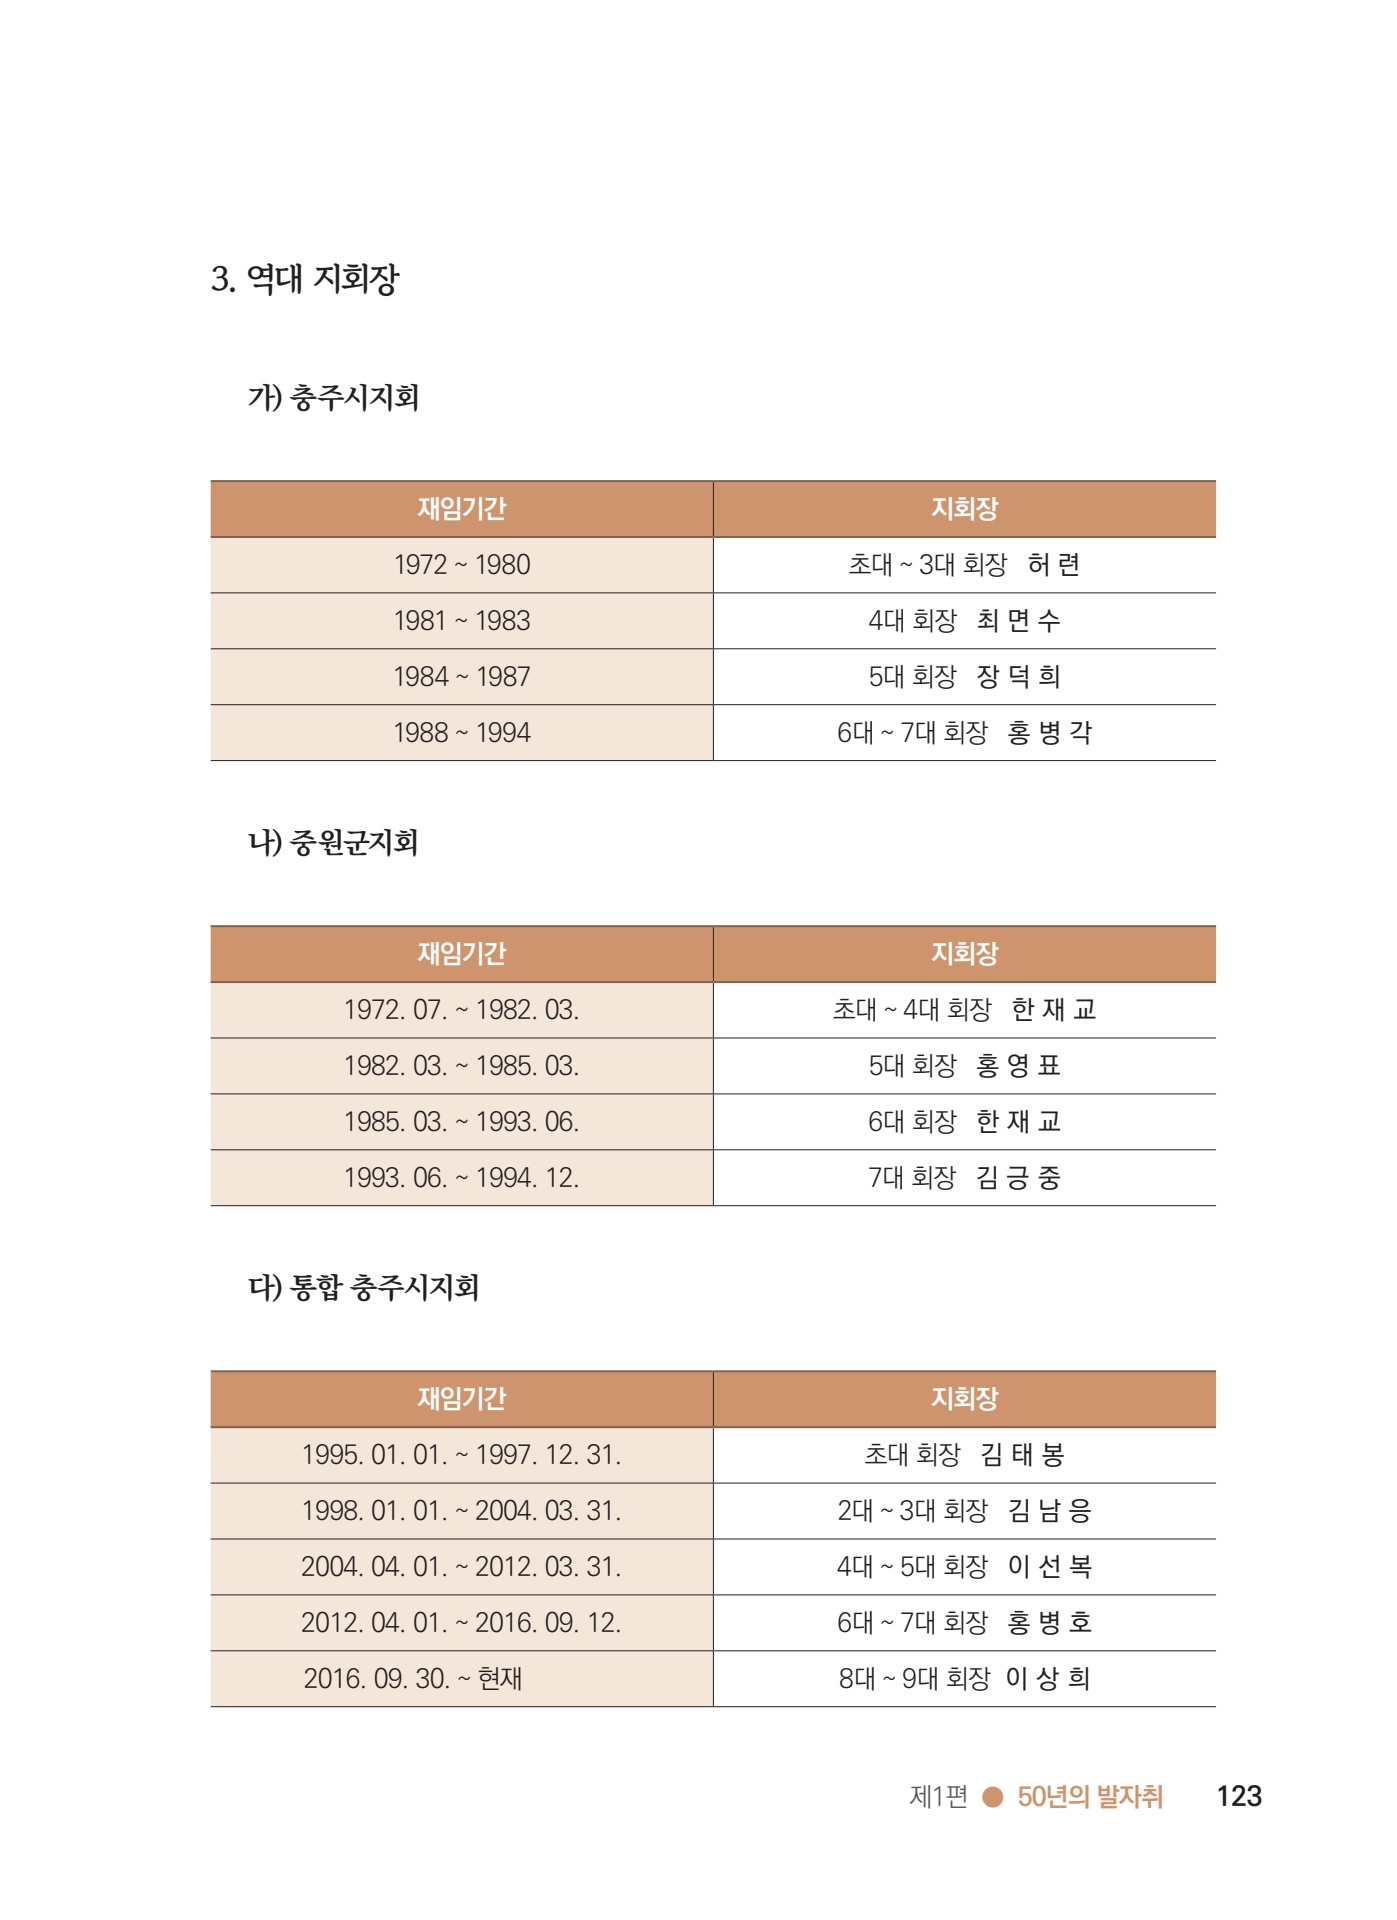 3. 역대 지회장
가) 충주시지회
재임기간 지회장
1972 ~ 1980 초대 ~ 3대 회장 허 련
1981 ~ 1983 4대 회장 최 면 수
1984 ~ 1987 5대 회장 장 덕 희
1988 ~ 1994 6대 ~ 7대 회장 홍 병 각
나) 중원군지회
재임기간 지회장
1972. 07. ~ 1982. 03. 초대 ~ 4대 회장 한 재 교
1982. 03. ~ 1985. 03. 5대 회장 홍 영 표
1985. 03. ~ 1993. 06. 6대 회장 한 재 교
1993. 06. ~ 1994. 12. 7대 회장 김 긍 중
다) 통합 충주시지회
재임기간 지회장
1995. 01. 01. ~ 1997. 12. 31. 초대 회장 김 태 봉
1998. 01. 01. ~ 2004. 03. 31. 2대 ~ 3대 회장 김 남 응
2004. 04. 01. ~ 2012. 03. 31. 4대 ~ 5대 회장 이 선 복
2012. 04. 01. ~ 2016. 09. 12. 6대 ~ 7대 회장 홍 병 호
2016. 09. 30. ~ 현재 8대 ~ 9대 회장 이 상 희
제1편 ● 50년의 발자취 123